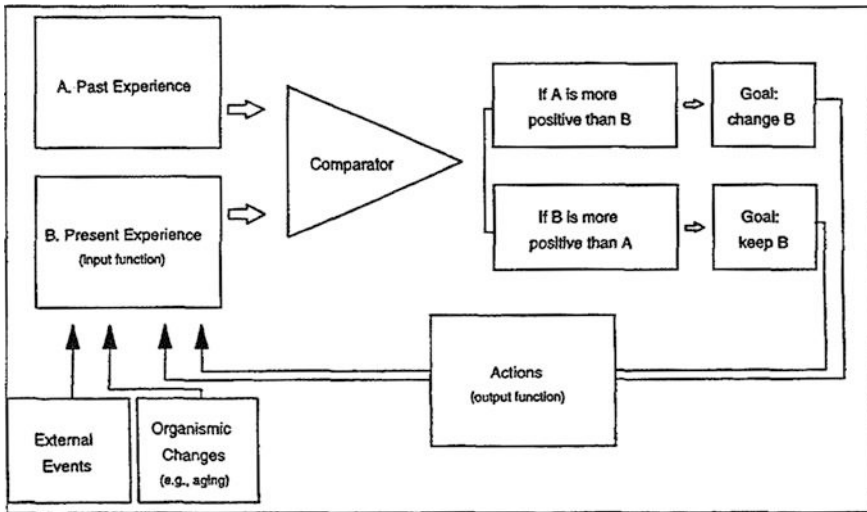 A. Past Experience
B. Present Experience
(input function)
Comparator
If A is more
positive than B
Goal:
change B
If B is more
positive than A
Goal:
keep B
Actions
(output function)
External
Events
Organismic
Changes
(e.g., aging)